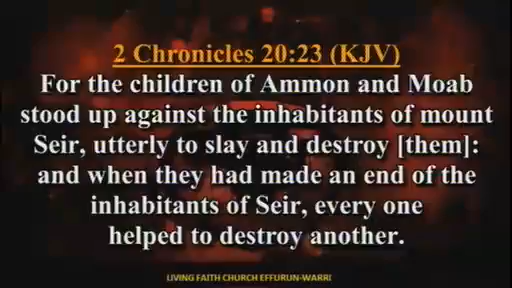 2 Chronicles 20:23 (KJV)
For the children of Ammon and Moab
stood up against the inhabitants of mount
Seir, utterly to slay and destroy [them]:
and when they had made an end of the
inhabitants of Seir, every one
helped to destroy another.
LIVING FAITH CHURCH EFFURUN-WARRI